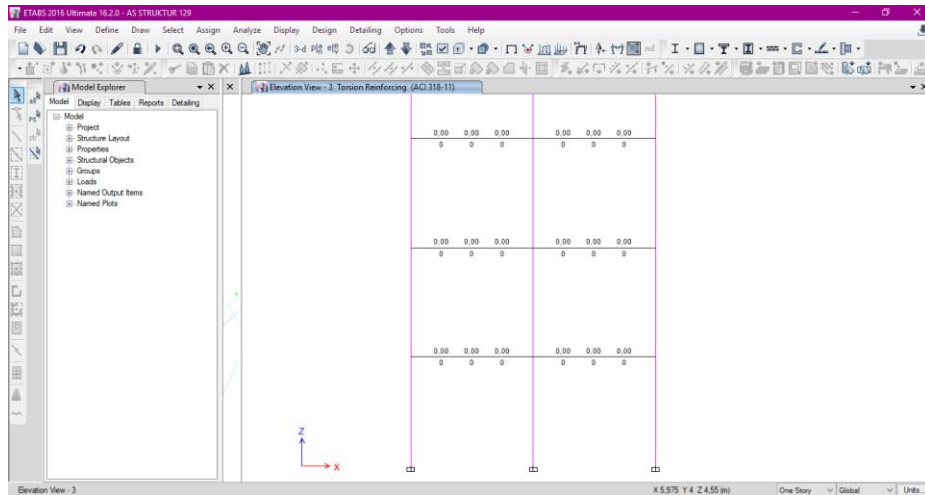 ETABS 2016 Ultimate 16.2.0 - AS STRUKTUR 129
File Edit View Define Draw Select Assign Analyze Display Design Detailing Options Tools Help
3-d
Model Explorer
Elevation View - 3 Torsion Reinforcing (ACI 318-11)
Model Display Tables Reports Detailing
Model
Project
Structure Layout
Properties
Structural Objects
Groups
Loads
Named Output Items
Named Plots
0,00 0,00 0,00 0,00 0,00 0,00
0 0 0 0 0 0
0,00 0,00 0,00 0,00 0,00 0,00
0 0 0 0 0 0
0,00 0,00 0,00 0,00 0,00 0,00
0 0 0 0 0 0
Z
X
Elevation View - 3
X 5,975 Y 4 Z 4,55 (m)
One Story
Global
Units...